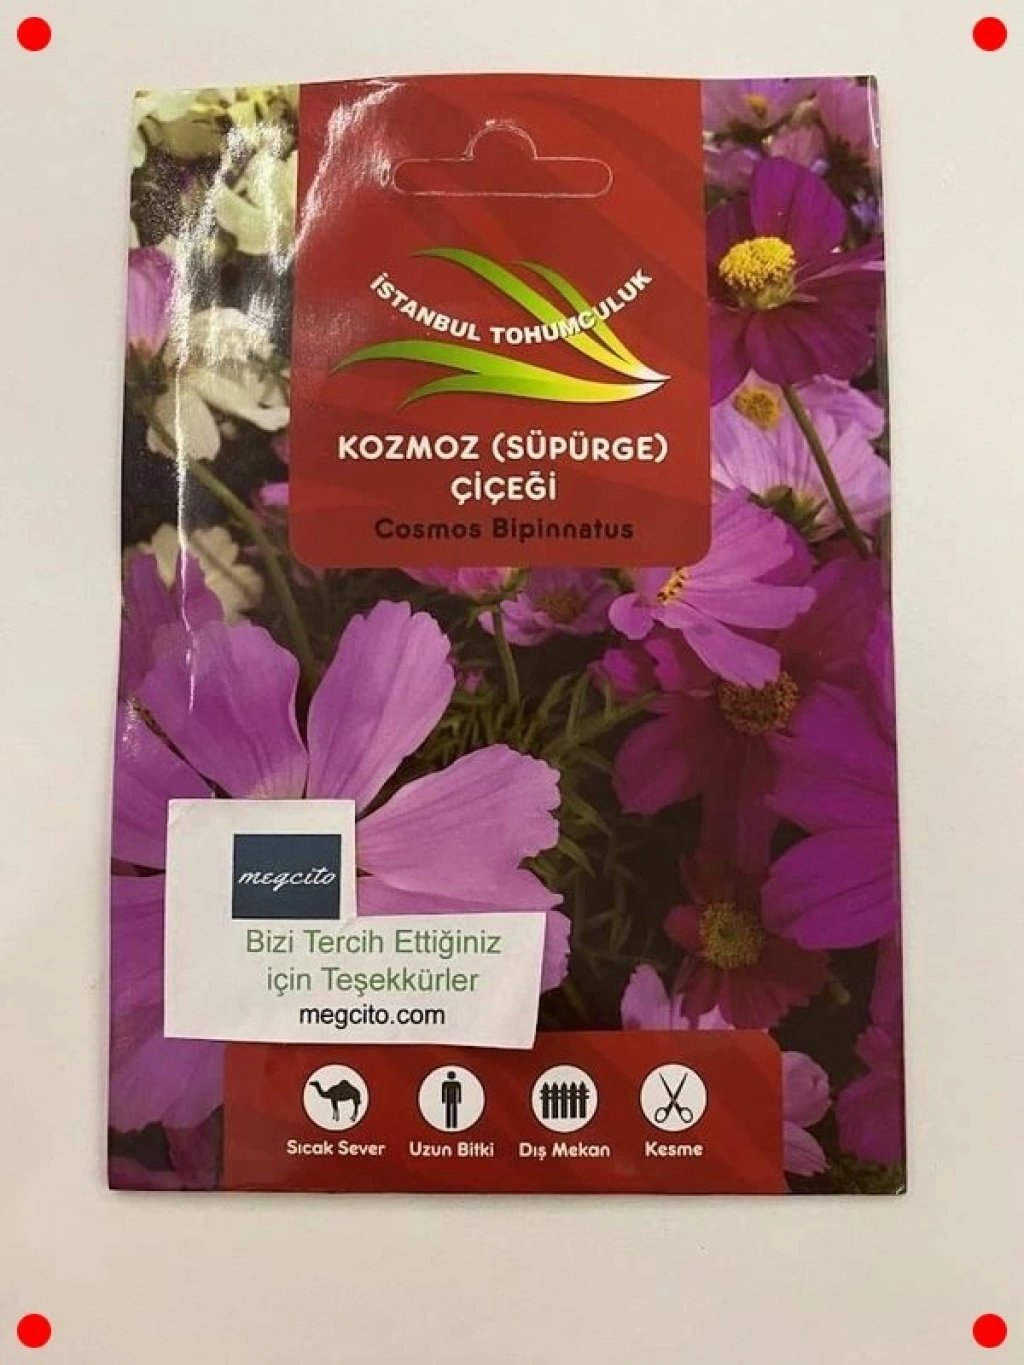 İSTANBUL TOHUMCULUK
KOZMOZ (SÜPÜRGE)
ÇİÇEĞİ
Cosmos Bipinnatus
megcito
Bizi Tercih Ettiğiniz
için Teşekkürler
megcito.com
Sıcak Sever
Uzun Bitki
Dış Mekan
Kesme